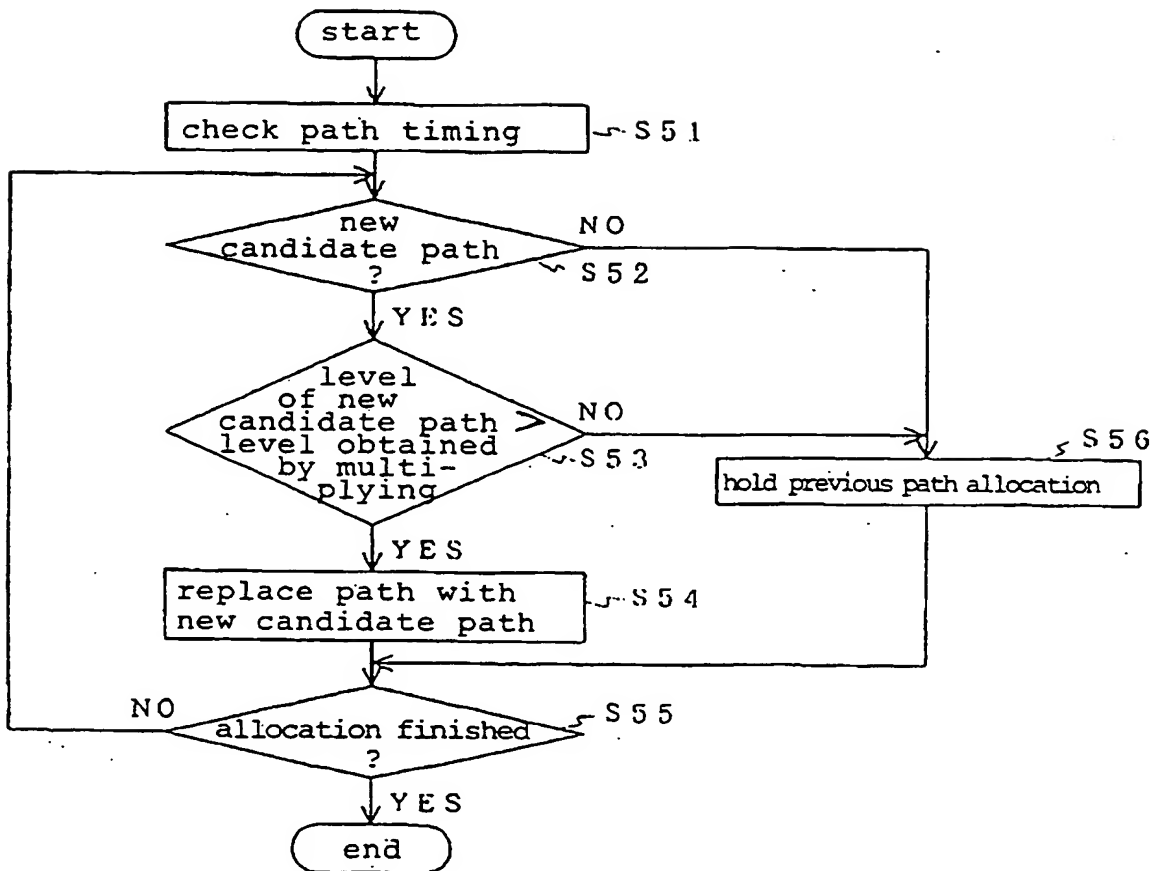 start
check path timing
S51
new
candidate path
?
NO
S52
YES
level
of new
candidate path >
level obtained
by multi-
plying
NO
S53
S56
hold previous path allocation
YES
replace path with
new candidate path
S54
NO
allocation finished
?
S55
YES
end